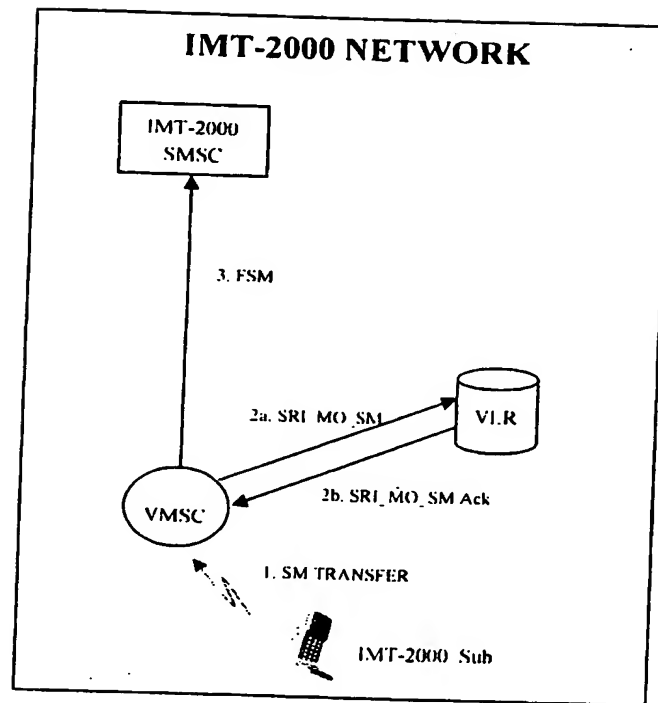 IMT-2000 NETWORK
IMT-2000
SMSC
3. FSM
2a. SRI_MO_SM
VLR
2b. SRI_MO_SM Ack
VMSC
1. SM TRANSFER
IMT-2000 Sub